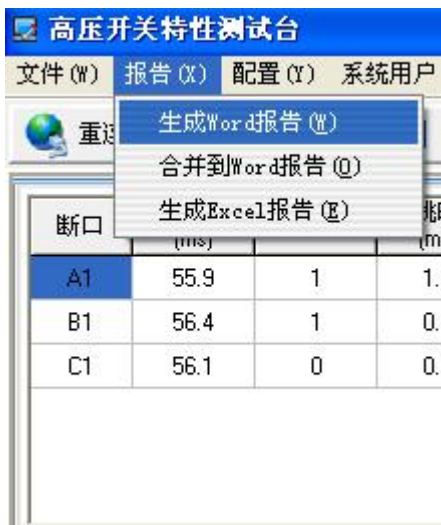 高压开关特性测试台
文件(W) 报告(X) 配置(Y) 系统用户
重
生成Word报告(W)
合并到Word报告(O)
生成Excel报告(E)
断口 (ms)
A1 55.9 1 1.
B1 56.4 1 0.
C1 56.1 0 0.